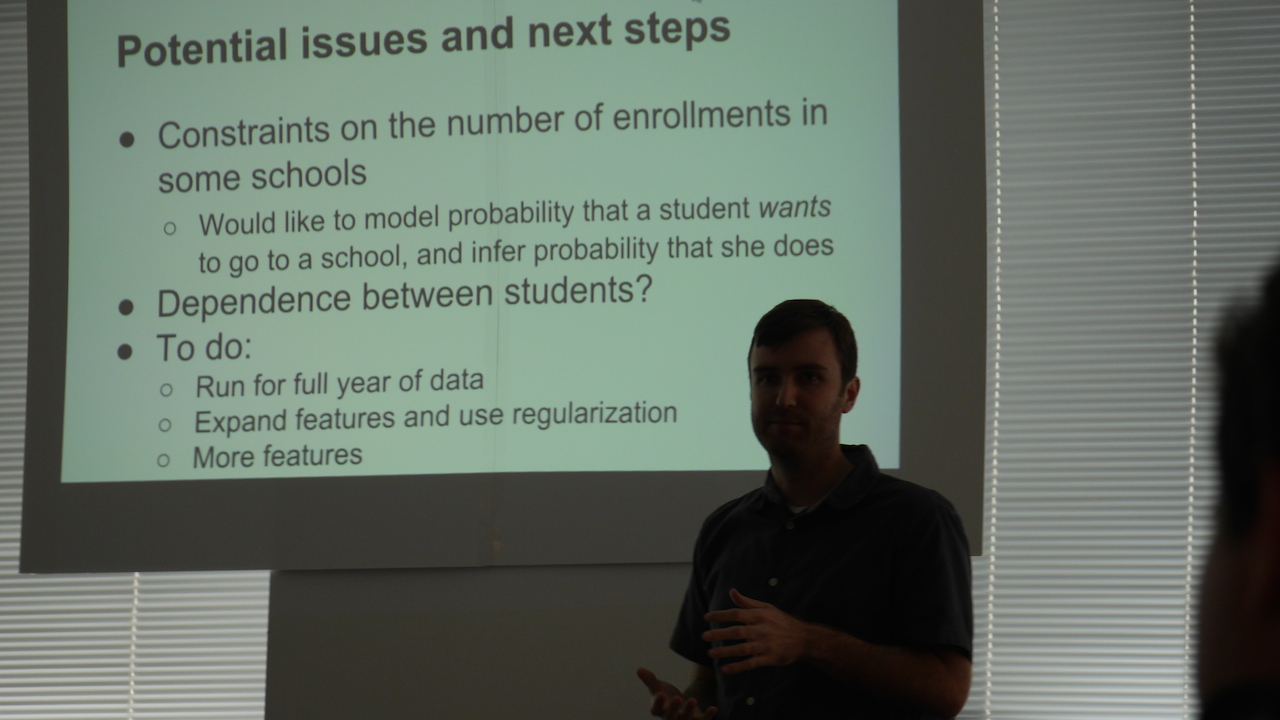 Potential issues and next steps
● Constraints on the number of enrollments in
some schools
○ Would like to model probability that a student wants
to go to a school, and infer probability that she does
● Dependence between students?
● To do:
○ Run for full year of data
○ Expand features and use regularization
○ More features